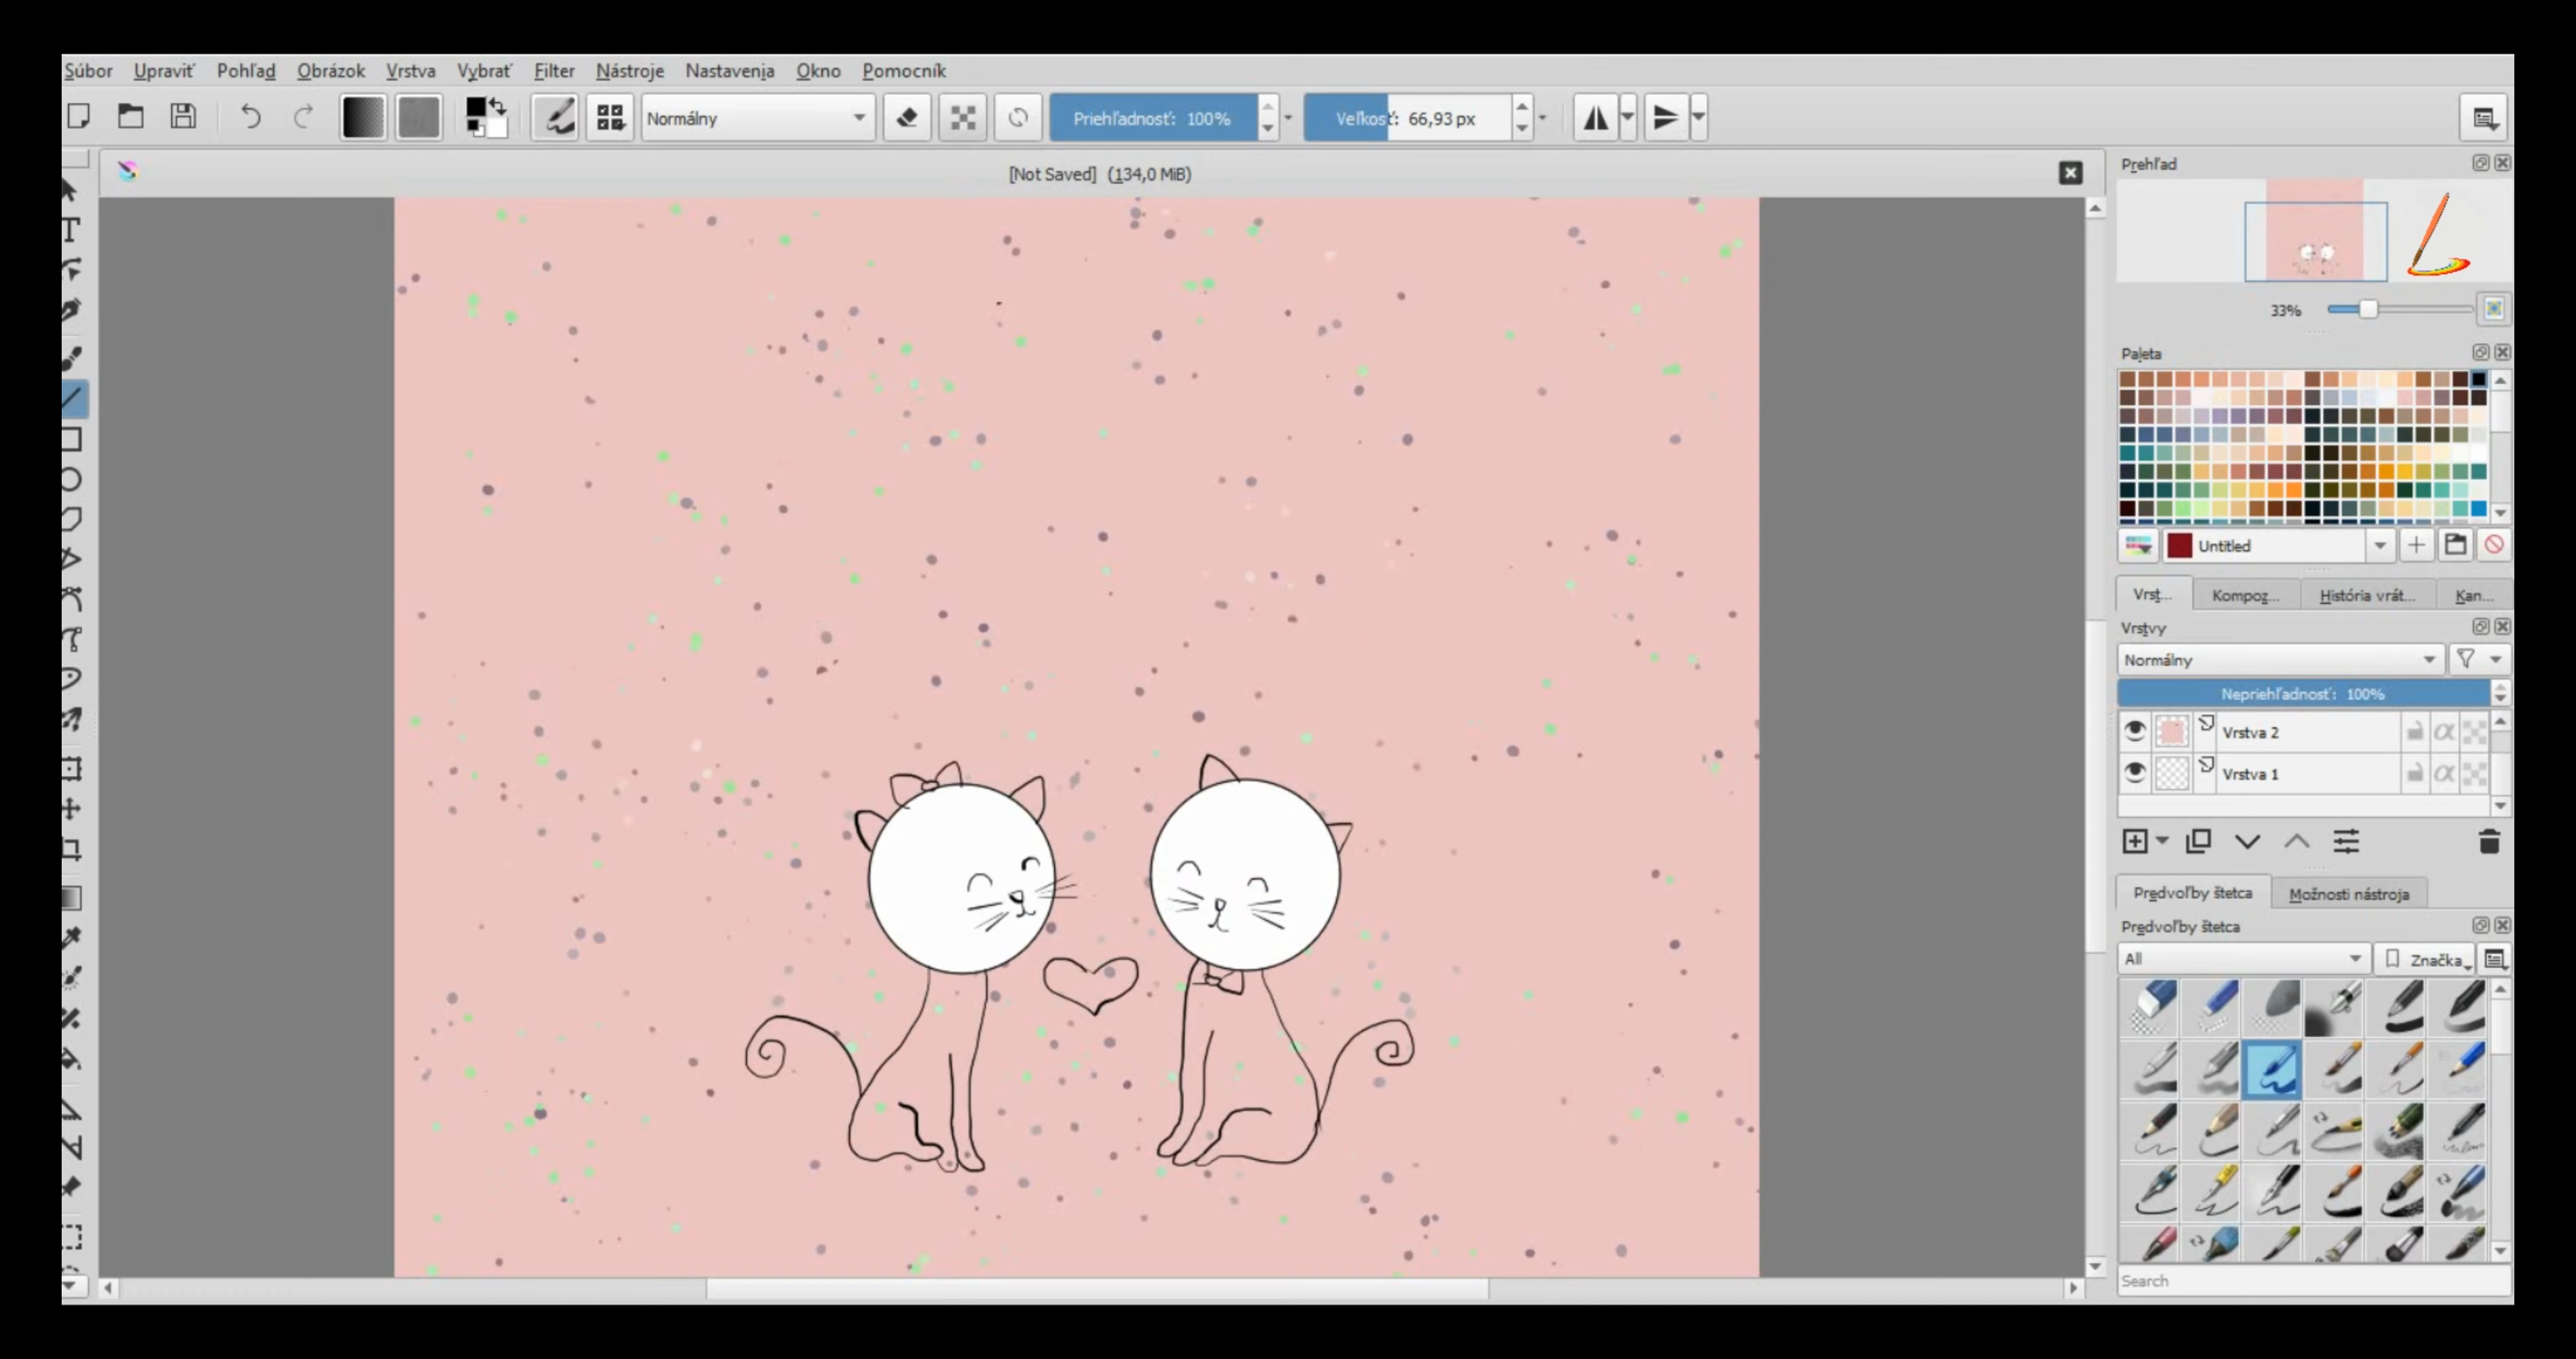 Súbor Upraviť Pohľad Obrázok Vrstva Vybrať Filter Nástroje Nastavenia Okno Pomocník
Normálny Priehľadnosť: 100% Veľkosť: 66,93 px
[Not Saved] (134,0 MiB)
Prehľad
33%
Paleta
Untitled
Vrst... Kompoz... História vrát... Kan...
Vrstvy
Normálny
Nepriehľadnosť: 100%
Vrstva 2
Vrstva 1
Predvoľby štetca Možnosti nástroja
Predvoľby štetca
All Značka
Search